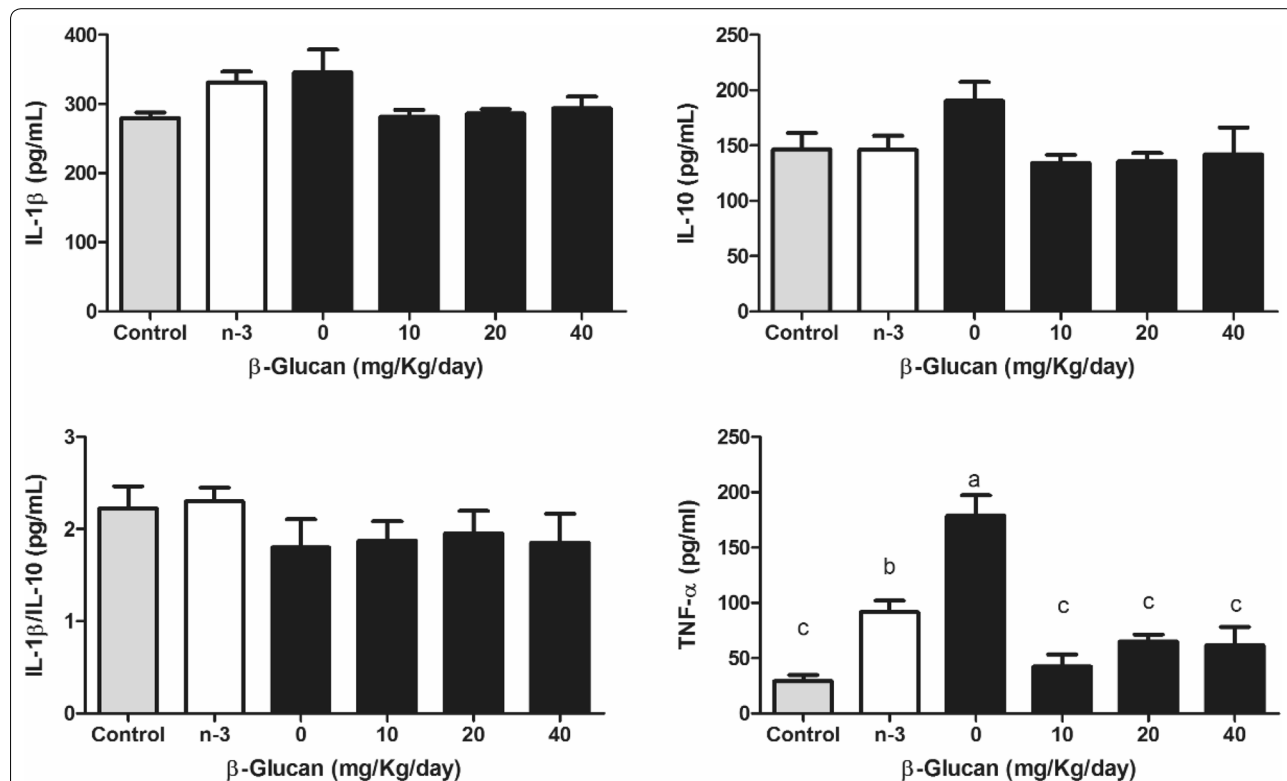 400
300
200
100
0
IL-1β (pg/mL)
Control n-3 0 10 20 40
β-Glucan (mg/Kg/day)
250
200
150
100
50
0
IL-10 (pg/mL)
Control n-3 0 10 20 40
β-Glucan (mg/Kg/day)
3
2
1
0
IL-1β/IL-10 (pg/mL)
Control n-3 0 10 20 40
β-Glucan (mg/Kg/day)
250
200
150
100
50
0
TNF-α (pg/ml)
c b a c c c
Control n-3 0 10 20 40
β-Glucan (mg/Kg/day)